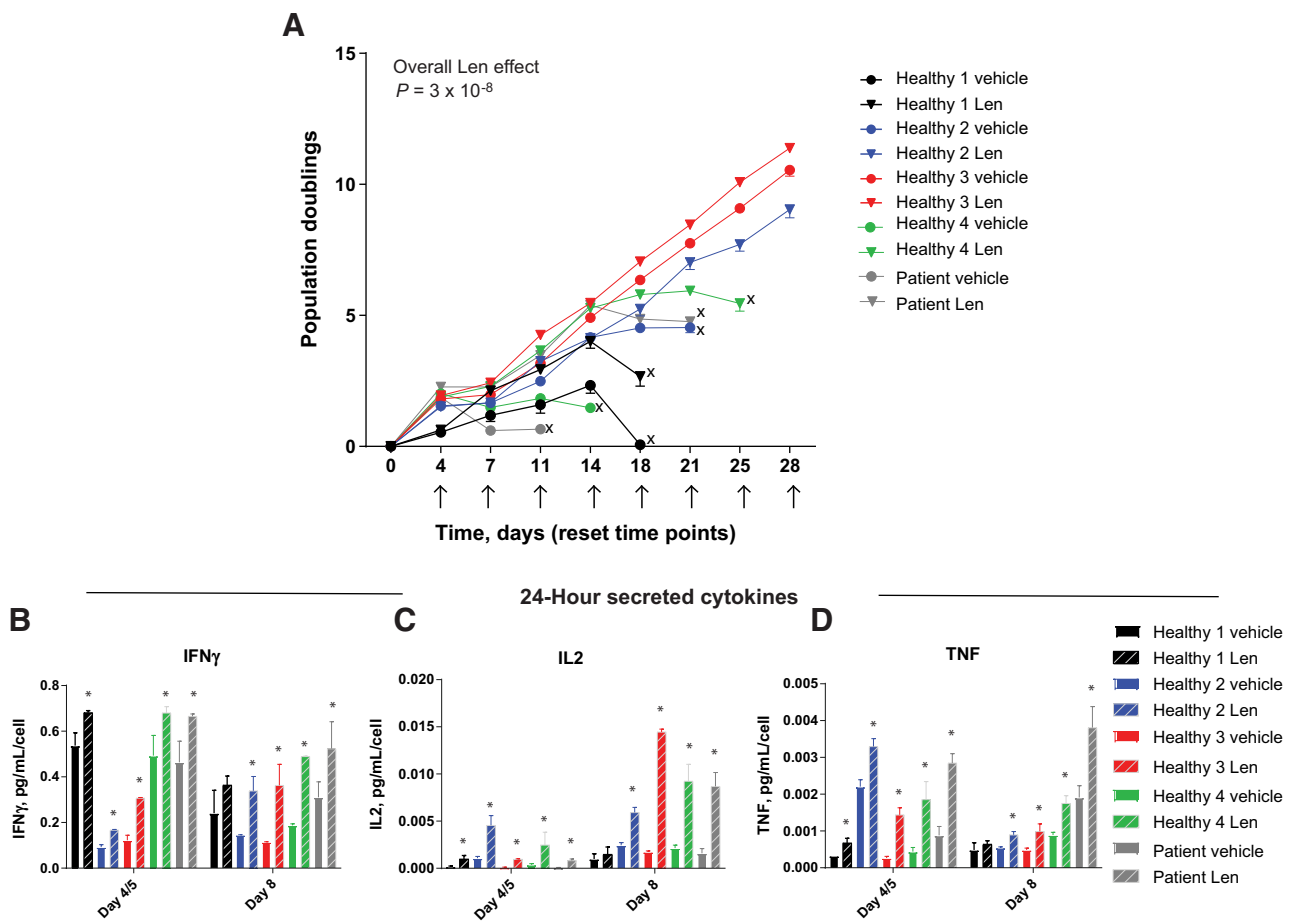 A
Overall Len effect
P = 3 x 10-8
Population doublings
15
10
5
0
0 4 7 11 14 18 21 25 28
x
x
x
x
x
x
x
Time, days (reset time points)
Healthy 1 vehicle
Healthy 1 Len
Healthy 2 vehicle
Healthy 2 Len
Healthy 3 vehicle
Healthy 3 Len
Healthy 4 vehicle
Healthy 4 Len
Patient vehicle
Patient Len
24-Hour secreted cytokines
B
IFNγ
IFNγ, pg/mL/cell
0.8
0.6
0.4
0.2
0.0
* * * * *
* * * *
Day 4/5
Day 8
C
IL2
IL2, pg/mL/cell
0.020
0.015
0.010
0.005
0.000
* * * * *
* * * *
Day 4/5
Day 8
D
TNF
TNF, pg/mL/cell
0.005
0.004
0.003
0.002
0.001
0.000
* * * * *
* * * *
Day 4/5
Day 8
Healthy 1 vehicle
Healthy 1 Len
Healthy 2 vehicle
Healthy 2 Len
Healthy 3 vehicle
Healthy 3 Len
Healthy 4 vehicle
Healthy 4 Len
Patient vehicle
Patient Len